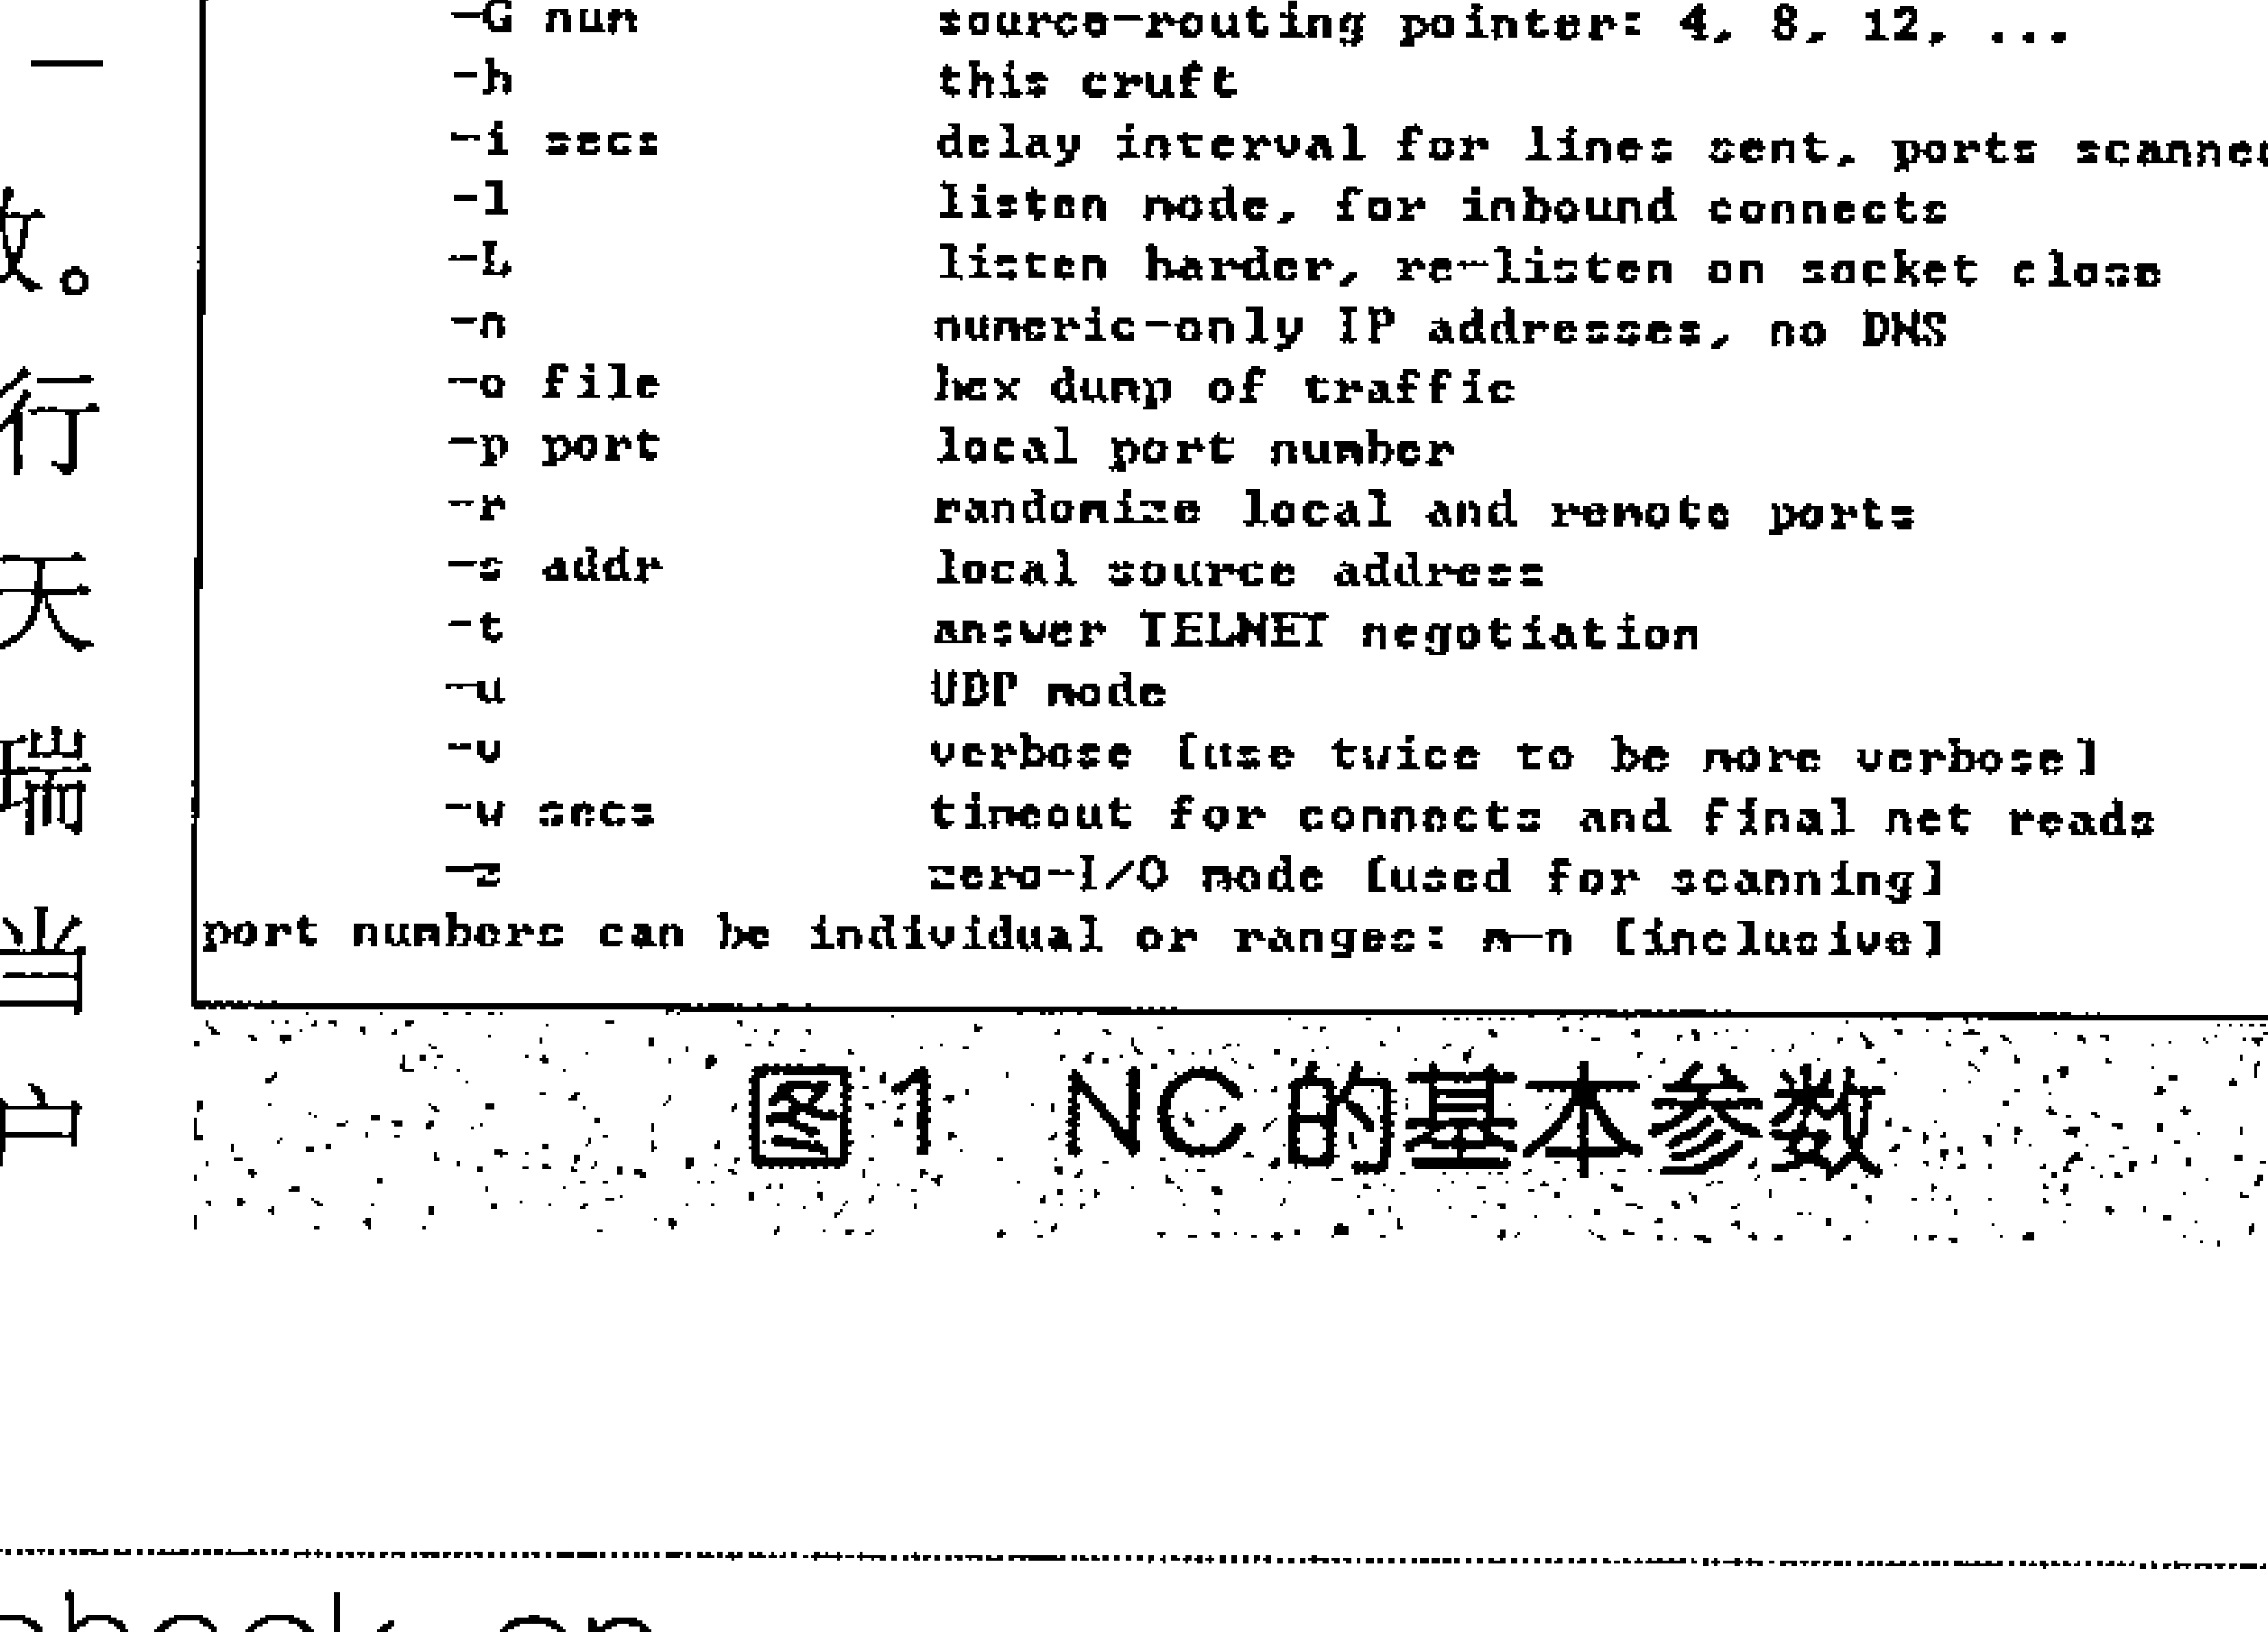 一
数。
行
天
瑞
当
户
-G num source-routing pointer: 4, 8, 12, ...
-h this cruft
-i secs delay interval for lines sent, ports scanned
-l listen mode, for inbound connects
-L listen harder, re-listen on socket close
-n numeric-only IP addresses, no DNS
-o file hex dump of traffic
-p port local port number
-r randomize local and remote ports
-s addr local source address
-t answer TELNET negotiation
-u UDP mode
-v verbose [use twice to be more verbose]
-w secs timeout for connects and final net reads
-z zero-I/O mode [used for scanning]
port numbers can be individual or ranges: m-n [inclusive]
图1 NC的基本参数